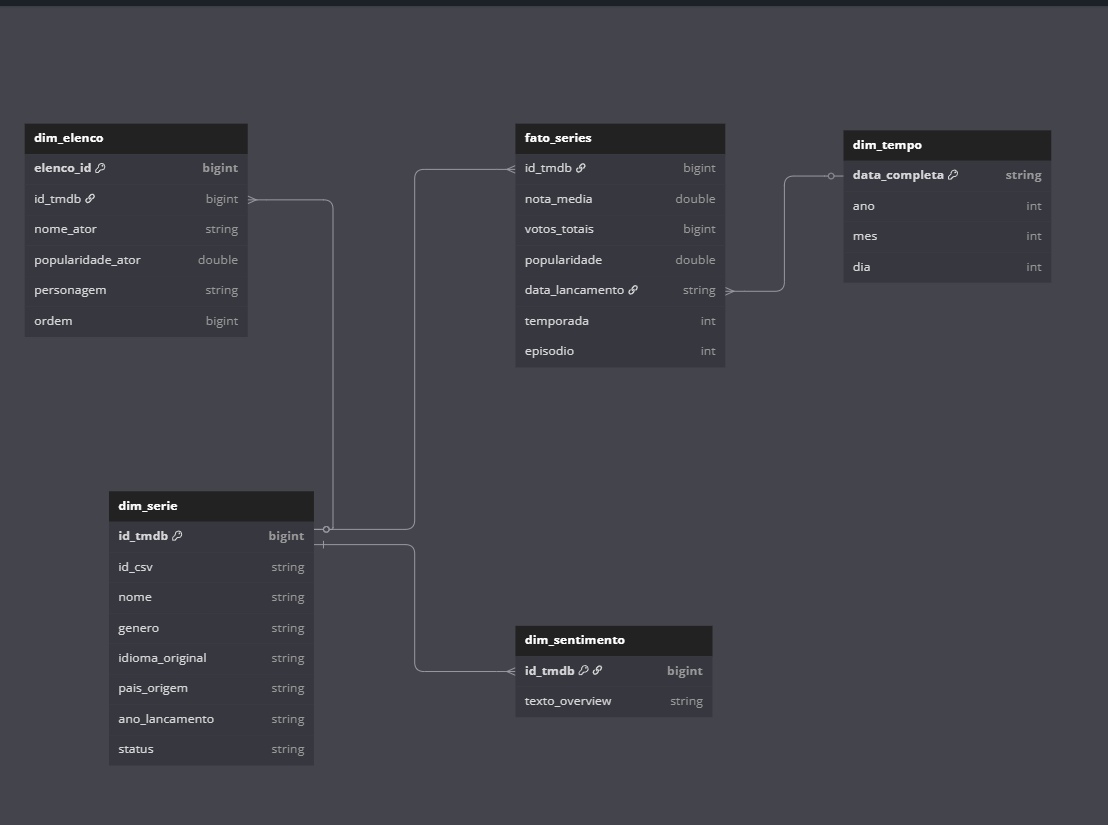 dim_elenco
elenco_id bigint
id_tmdb bigint
nome_ator string
popularidade_ator double
personagem string
ordem bigint
fato_series
id_tmdb bigint
nota_media double
votos_totais bigint
popularidade double
data_lancamento string
temporada int
episodio int
dim_tempo
data_completa string
ano int
mes int
dia int
dim_serie
id_tmdb bigint
id_csv string
nome string
genero string
idioma_original string
pais_origem string
ano_lancamento string
status string
dim_sentimento
id_tmdb bigint
texto_overview string